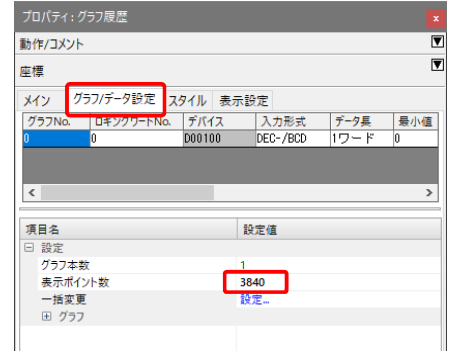 プロパティ: グラフ履歴 x
動作/コメント
座標
メイン グラフ/データ設定 スタイル 表示設定
グラフNo. ロギングワードNo. デバイス 入力形式 データ長 最小値
0 0 D00100 DEC-/BCD 1ワード 0
項目名 設定値
設定
グラフ本数 1
表示ポイント数 3840
一括変更 設定...
グラフ